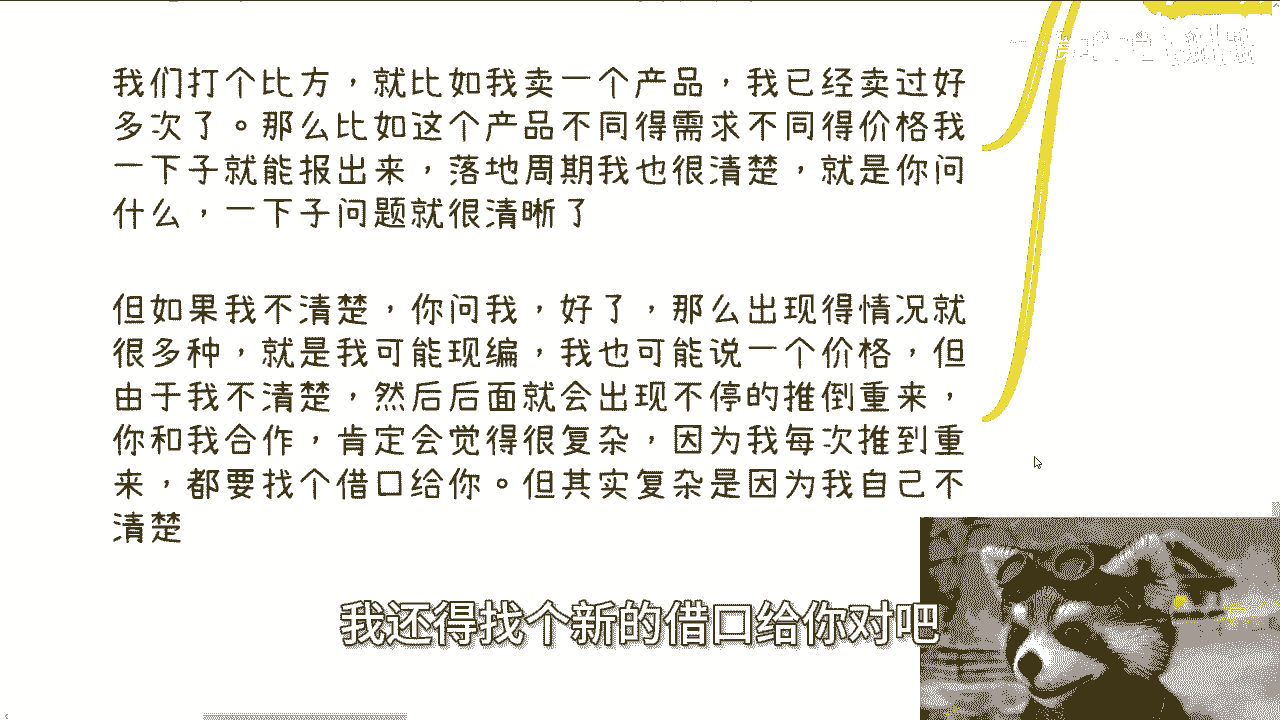 我们打个比方，就比如我卖一个产品，我已经卖过好
多次了。那么比如这个产品不同得需求不同得价格我
一下子就能报出来，落地周期我也很清楚，就是你问
什么，一下子问题就很清晰了
但如果我不清楚，你问我，好了，那么出现得情况就
很多种，就是我可能现编，我也可能说一个价格，但
由于我不清楚，然后后面就会出现不停的推倒重来，
你和我合作，肯定会觉得很复杂，因为我每次推到重
来，都要找个借口给你。但其实复杂是因为我自己不
清楚
我还得找个新的借口给你对吧